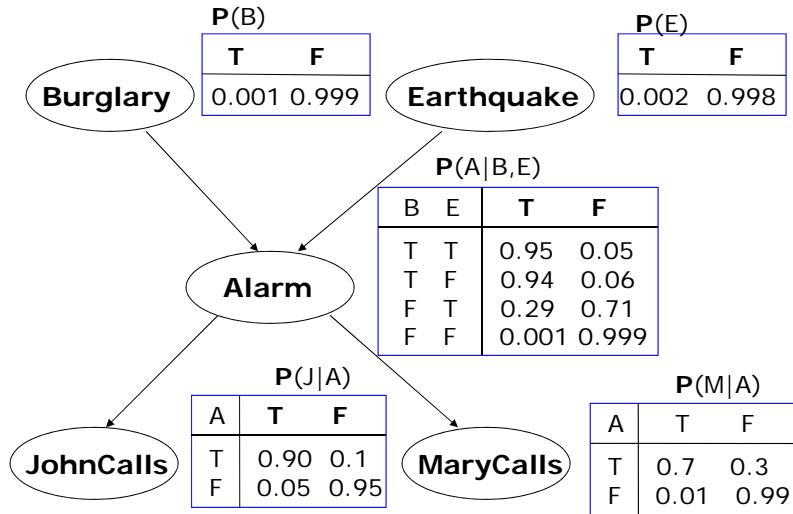 P(B)
T F
0.001 0.999
Burglary
P(E)
T F
0.002 0.998
Earthquake
P(A|B,E)
B E T F
T T 0.95 0.05
T F 0.94 0.06
F T 0.29 0.71
F F 0.001 0.999
Alarm
P(J|A)
A T F
T 0.90 0.1
F 0.05 0.95
JohnCalls
P(M|A)
A T F
T 0.7 0.3
F 0.01 0.99
MaryCalls